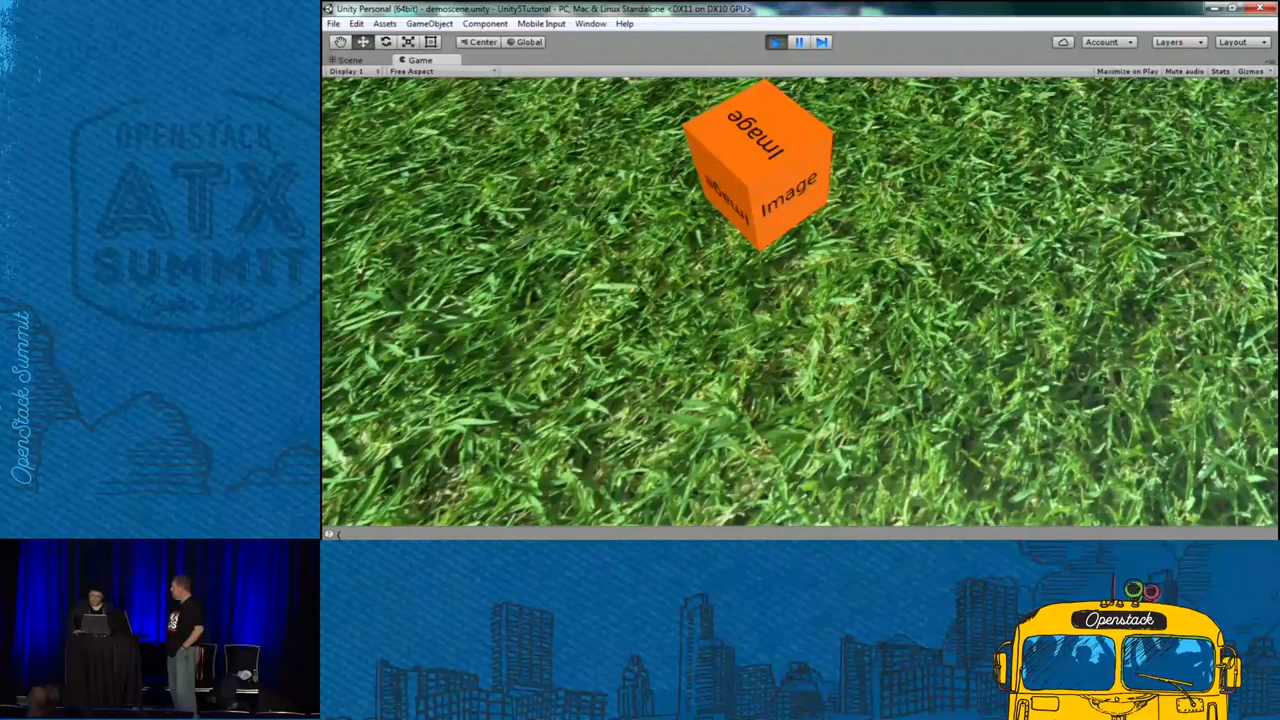 Unity Personal (64bit) - demoscene.unity - Unity5Tutorial - PC, Mac & Linux Standalone <DX11 on DX10 GPU>
File Edit Assets GameObject Component Mobile Input Window Help
Center Global Account Layers Layout
Scene Game
Display 1 Free Aspect Maximize on Play Mute audio Stats Gizmos
Image
Image
Image
{
OPENSTACK
ATX
SUMMIT
OpenStack Summit
Openstack